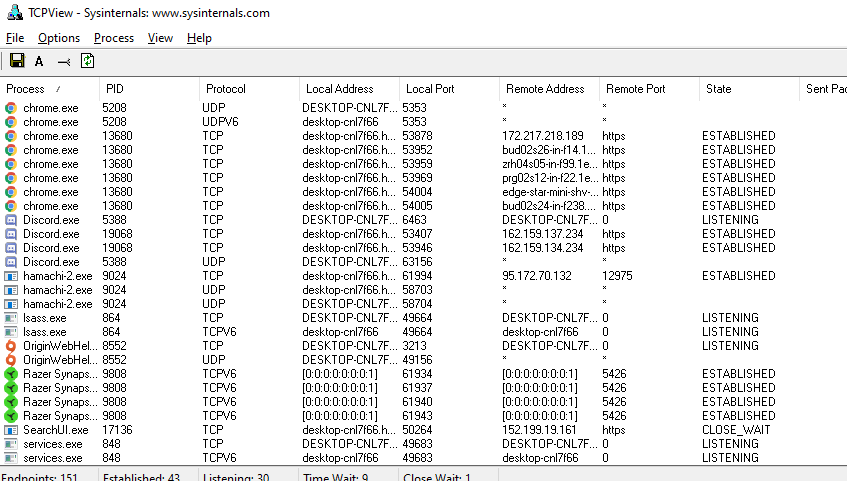 TCPView - Sysinternals: www.sysinternals.com
File Options Process View Help
A
Process / PID Protocol Local Address Local Port Remote Address Remote Port State Sent Pac
chrome.exe 5208 UDP DESKTOP-CNL7F... 5353 * *
chrome.exe 5208 UDPV6 desktop-cnl7f66 5353 * *
chrome.exe 13680 TCP desktop-cnl7f66.h... 53878 172.217.218.189 https ESTABLISHED
chrome.exe 13680 TCP desktop-cnl7f66.h... 53952 bud02s26-in-f14.1... https ESTABLISHED
chrome.exe 13680 TCP desktop-cnl7f66.h... 53959 zrh04s05-in-f99.1e... https ESTABLISHED
chrome.exe 13680 TCP desktop-cnl7f66.h... 53969 prg02s12-in-f22.1e... https ESTABLISHED
chrome.exe 13680 TCP desktop-cnl7f66.h... 54004 edge-star-mini-shv-... https ESTABLISHED
chrome.exe 13680 TCP desktop-cnl7f66.h... 54005 bud02s24-in-f238.... https ESTABLISHED
Discord.exe 5388 TCP DESKTOP-CNL7F... 6463 DESKTOP-CNL7F... 0 LISTENING
Discord.exe 19068 TCP desktop-cnl7f66.h... 53407 162.159.137.234 https ESTABLISHED
Discord.exe 19068 TCP desktop-cnl7f66.h... 53946 162.159.134.234 https ESTABLISHED
Discord.exe 5388 UDP DESKTOP-CNL7F... 63156 * *
hamachi-2.exe 9024 TCP desktop-cnl7f66.h... 61994 95.172.70.132 12975 ESTABLISHED
hamachi-2.exe 9024 UDP desktop-cnl7f66.h... 58703 * *
hamachi-2.exe 9024 UDP desktop-cnl7f66.h... 58704 * *
lsass.exe 864 TCP DESKTOP-CNL7F... 49664 DESKTOP-CNL7F... 0 LISTENING
lsass.exe 864 TCPV6 desktop-cnl7f66 49664 desktop-cnl7f66 0 LISTENING
OriginWebHel... 8552 TCP DESKTOP-CNL7F... 3213 DESKTOP-CNL7F... 0 LISTENING
OriginWebHel... 8552 UDP DESKTOP-CNL7F... 49156 * *
Razer Synaps... 9808 TCPV6 [0:0:0:0:0:0:0:1] 61934 [0:0:0:0:0:0:0:1] 5426 ESTABLISHED
Razer Synaps... 9808 TCPV6 [0:0:0:0:0:0:0:1] 61937 [0:0:0:0:0:0:0:1] 5426 ESTABLISHED
Razer Synaps... 9808 TCPV6 [0:0:0:0:0:0:0:1] 61940 [0:0:0:0:0:0:0:1] 5426 ESTABLISHED
Razer Synaps... 9808 TCPV6 [0:0:0:0:0:0:0:1] 61943 [0:0:0:0:0:0:0:1] 5426 ESTABLISHED
SearchUI.exe 17136 TCP desktop-cnl7f66.h... 50264 152.199.19.161 https CLOSE_WAIT
services.exe 848 TCP DESKTOP-CNL7F... 49683 DESKTOP-CNL7F... 0 LISTENING
services.exe 848 TCPV6 desktop-cnl7f66 49683 desktop-cnl7f66 0 LISTENING
Endpoints: 151 Established: 43 Listening: 30 Time Wait: 9 Close Wait: 1